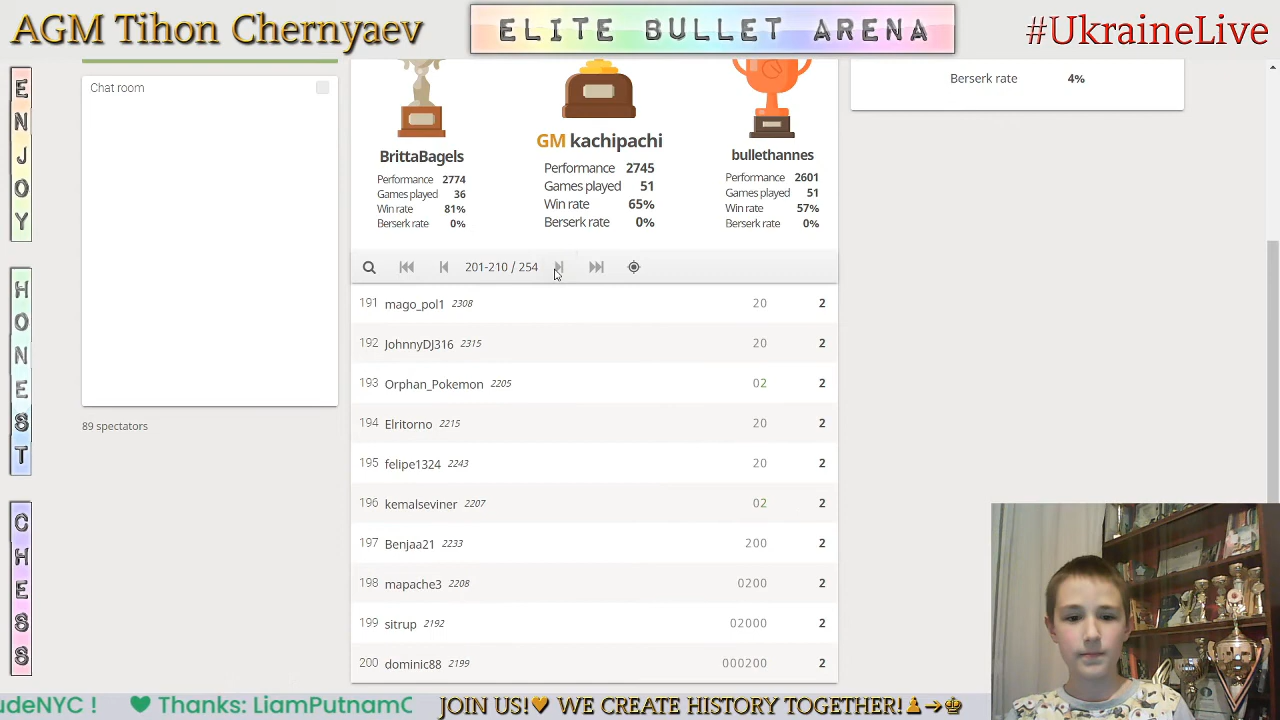 AGM Tihon Chernyaev
ELITE BULLET ARENA
#UkraineLive
ENJOY
HONEST
CHESS
Chat room
89 spectators
BrittaBagels
Performance 2774
Games played 36
Win rate 81%
Berserk rate 0%
GM kachipachi
Performance 2745
Games played 51
Win rate 65%
Berserk rate 0%
bullethannes
Performance 2601
Games played 51
Win rate 57%
Berserk rate 0%
Berserk rate 4%
201-210 / 254
191 mago_pol1 2308 20 2
192 JohnnyDJ316 2315 20 2
193 Orphan_Pokemon 2205 02 2
194 Elritorno 2215 20 2
195 felipe1324 2243 20 2
196 kemalseviner 2207 02 2
197 Benjaa21 2233 200 2
198 mapache3 2208 0200 2
199 sitrup 2192 02000 2
200 dominic88 2199 000200 2
udeNYC ! 💚 Thanks: LiamPutnam
JOIN US!🧡 WE CREATE HISTORY TOGETHER!♟→♚